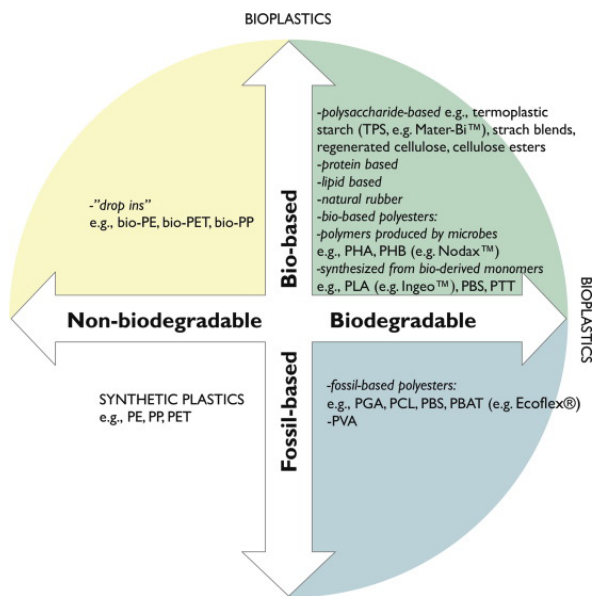 BIOPLASTICS
-polysaccharide-based e.g., termoplastic
starch (TPS, e.g. Mater-Bi™), strach blends,
regenerated cellulose, cellulose esters
-protein based
-lipid based
-natural rubber
-bio-based polyesters:
-polymers produced by microbes
e.g., PHA, PHB (e.g. Nodax™)
-synthesized from bio-derived monomers
e.g., PLA (e.g. Ingeo™), PBS, PTT
-"drop ins"
e.g., bio-PE, bio-PET, bio-PP
Bio-based
Non-biodegradable
Biodegradable
BIOPLASTICS
Fossil-based
SYNTHETIC PLASTICS
e.g., PE, PP, PET
-fossil-based polyesters:
e.g., PGA, PCL, PBS, PBAT (e.g. Ecoflex®)
-PVA